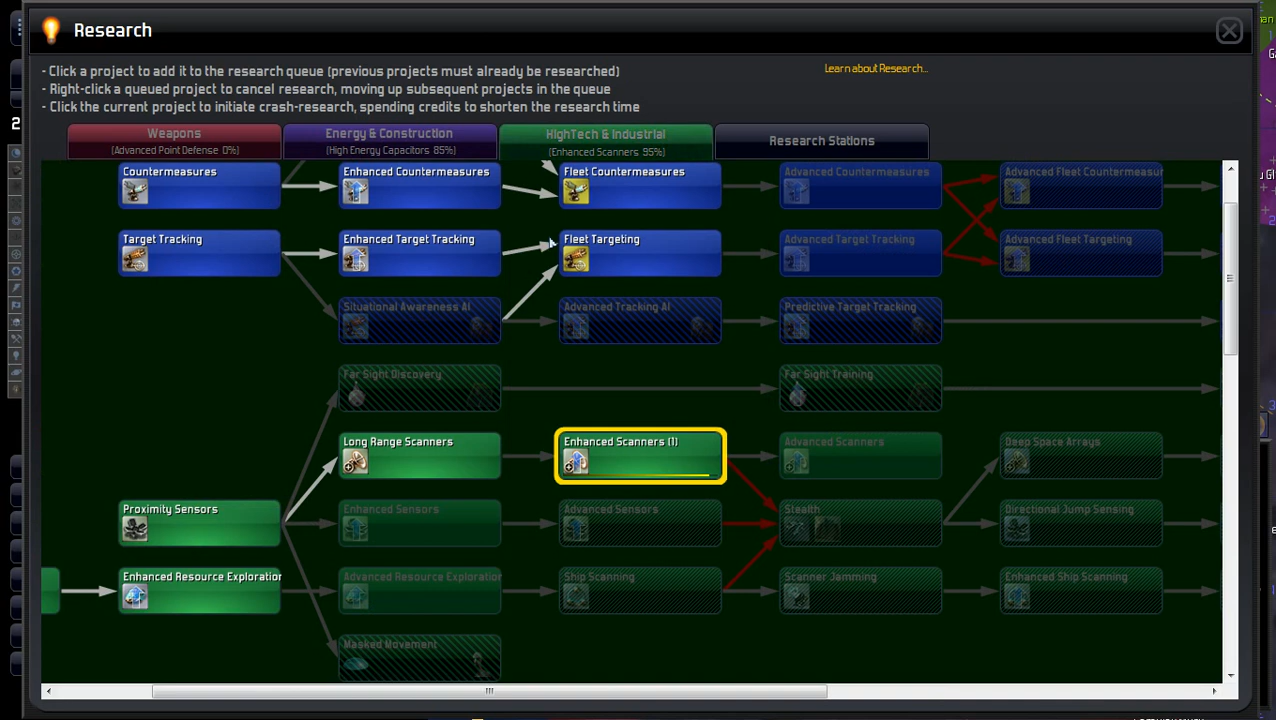 Research
- Click a project to add it to the research queue (previous projects must already be researched)
Learn about Research...
- Right-click a queued project to cancel research, moving up subsequent projects in the queue
- Click the current project to initiate crash-research, spending credits to shorten the research time
Weapons
(Advanced Point Defense 0%)
Energy & Construction
(High Energy Capacitors 85%)
HighTech & Industrial
(Enhanced Scanners 95%)
Research Stations
Countermeasures
Enhanced Countermeasures
Fleet Countermeasures
Advanced Countermeasures
Advanced Fleet Countermeasur
Target Tracking
Enhanced Target Tracking
Fleet Targeting
Advanced Target Tracking
Advanced Fleet Targeting
Situational Awareness AI
Advanced Tracking AI
Predictive Target Tracking
Far Sight Discovery
Far Sight Training
Long Range Scanners
Enhanced Scanners (1)
Advanced Scanners
Deep Space Arrays
Proximity Sensors
Enhanced Sensors
Advanced Sensors
Stealth
Directional Jump Sensing
Enhanced Resource Exploration
Advanced Resource Exploration
Ship Scanning
Scanner Jamming
Enhanced Ship Scanning
Masked Movement